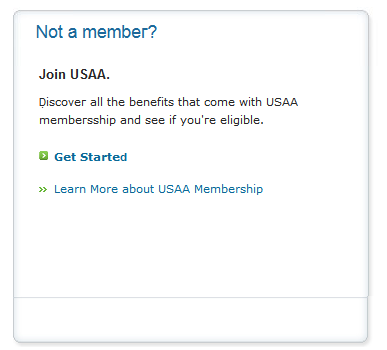 Not a member?
Join USAA.
Discover all the benefits that come with USAA
memberssship and see if you're eligible.
Get Started
Learn More about USAA Membership